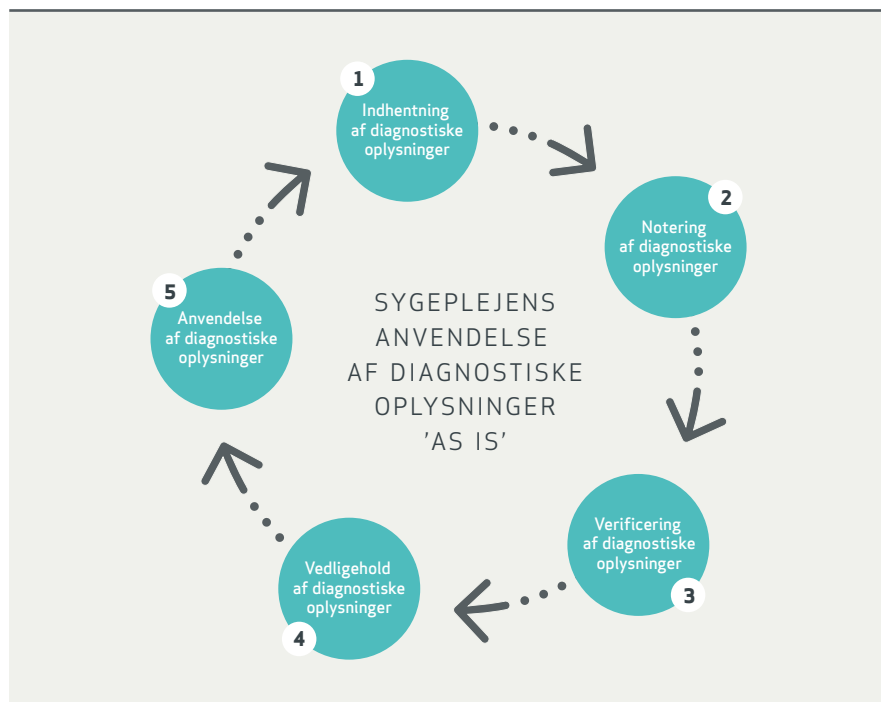 1
Indhentning
af diagnostiske
oplysninger
2
Notering
af diagnostiske
oplysninger
3
Verificering
af diagnostiske
oplysninger
4
Vedligehold
af diagnostiske
oplysninger
5
Anvendelse
af diagnostiske
oplysninger
SYGEPLEJENS
ANVENDELSE
AF DIAGNOSTISKE
OPLYSNINGER
’AS IS’